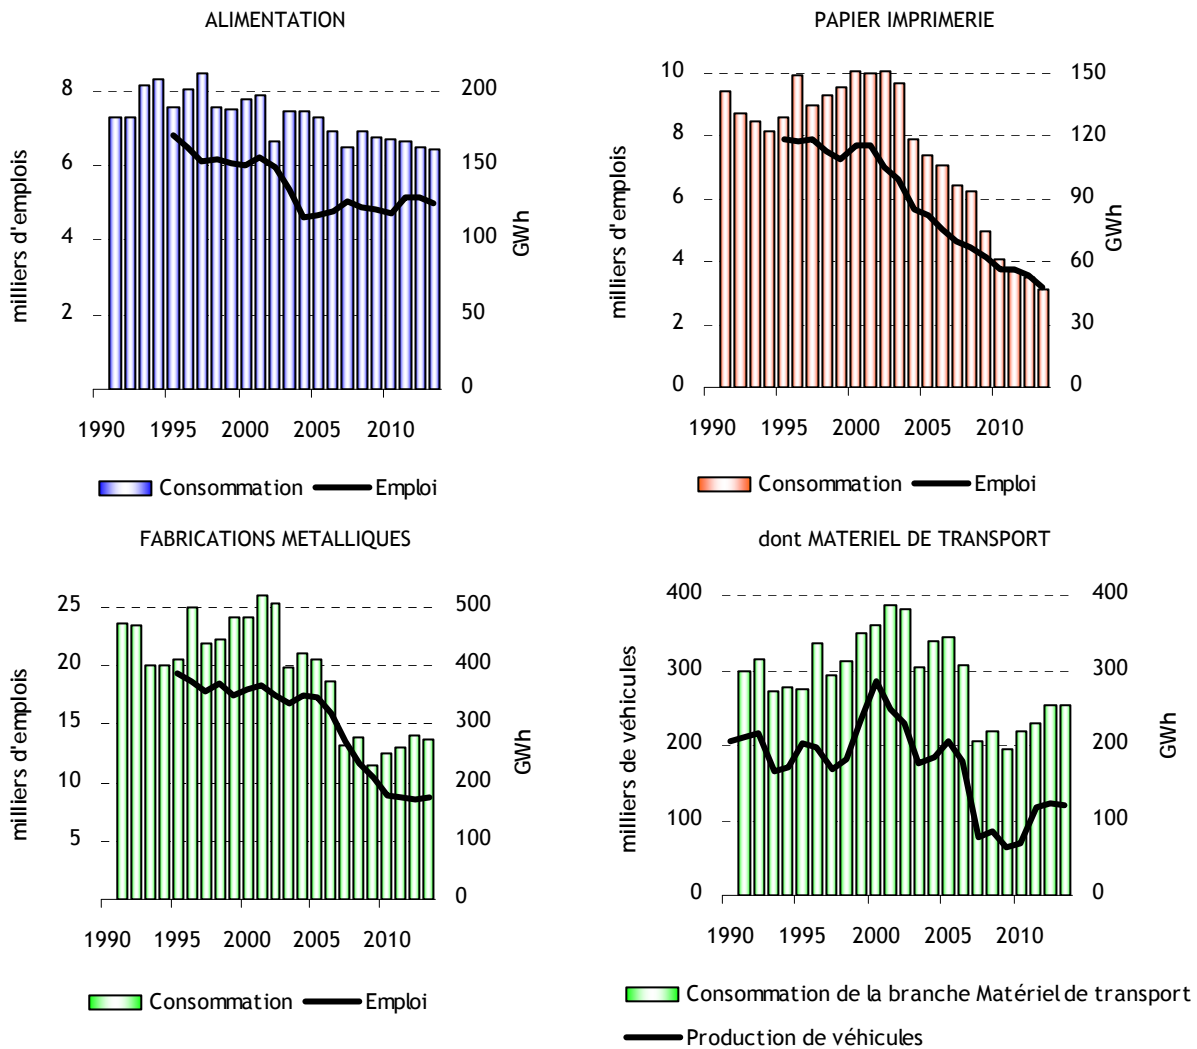 ALIMENTATION
8
6
4
2
milliers d'emplois
200
150
100
50
0
GWh
1990 1995 2000 2005 2010
Consommation Emploi
PAPIER IMPRIMERIE
10
8
6
4
2
0
milliers d'emplois
150
120
90
60
30
0
GWh
1990 1995 2000 2005 2010
Consommation Emploi
FABRICATIONS METALLIQUES
25
20
15
10
5
milliers d'emplois
500
400
300
200
100
0
GWh
1990 1995 2000 2005 2010
Consommation Emploi
dont MATERIEL DE TRANSPORT
400
300
200
100
0
milliers de véhicules
400
300
200
100
0
GWh
1990 1995 2000 2005 2010
Consommation de la branche Matériel de transport
Production de véhicules